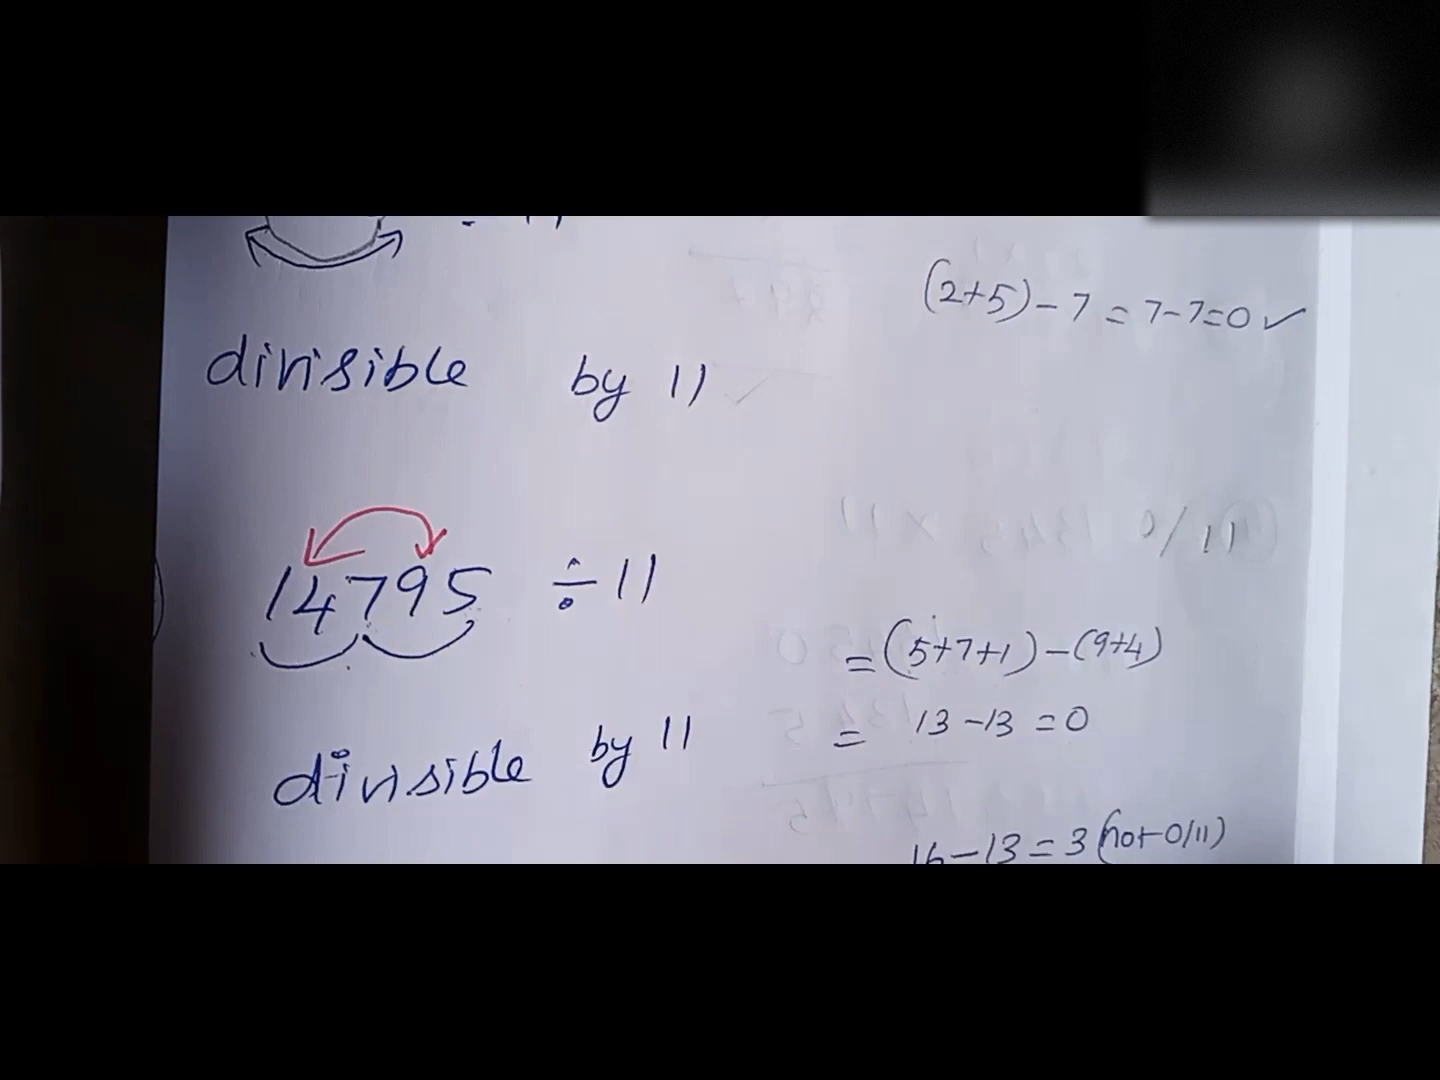 (2+5)-7=7-7=0✓
divisible by 11
14795 ÷ 11
=(5+7+1)-(9+4)
= 13-13=0
divisible by 11
16-13=3(not 0/11)